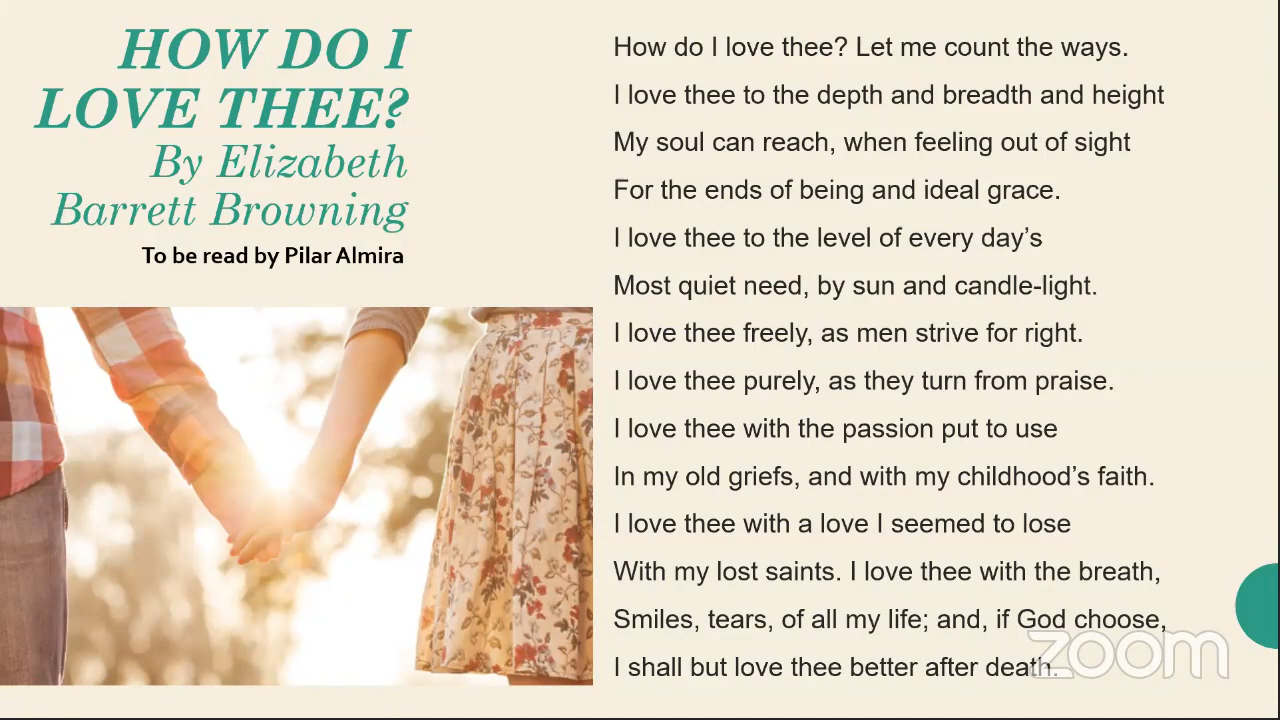 HOW DO I
LOVE THEE?
By Elizabeth
Barrett Browning
To be read by Pilar Almira
How do I love thee? Let me count the ways.
I love thee to the depth and breadth and height
My soul can reach, when feeling out of sight
For the ends of being and ideal grace.
I love thee to the level of every day’s
Most quiet need, by sun and candle-light.
I love thee freely, as men strive for right.
I love thee purely, as they turn from praise.
I love thee with the passion put to use
In my old griefs, and with my childhood’s faith.
I love thee with a love I seemed to lose
With my lost saints. I love thee with the breath,
Smiles, tears, of all my life; and, if God choose,
I shall but love thee better after death.
zoom